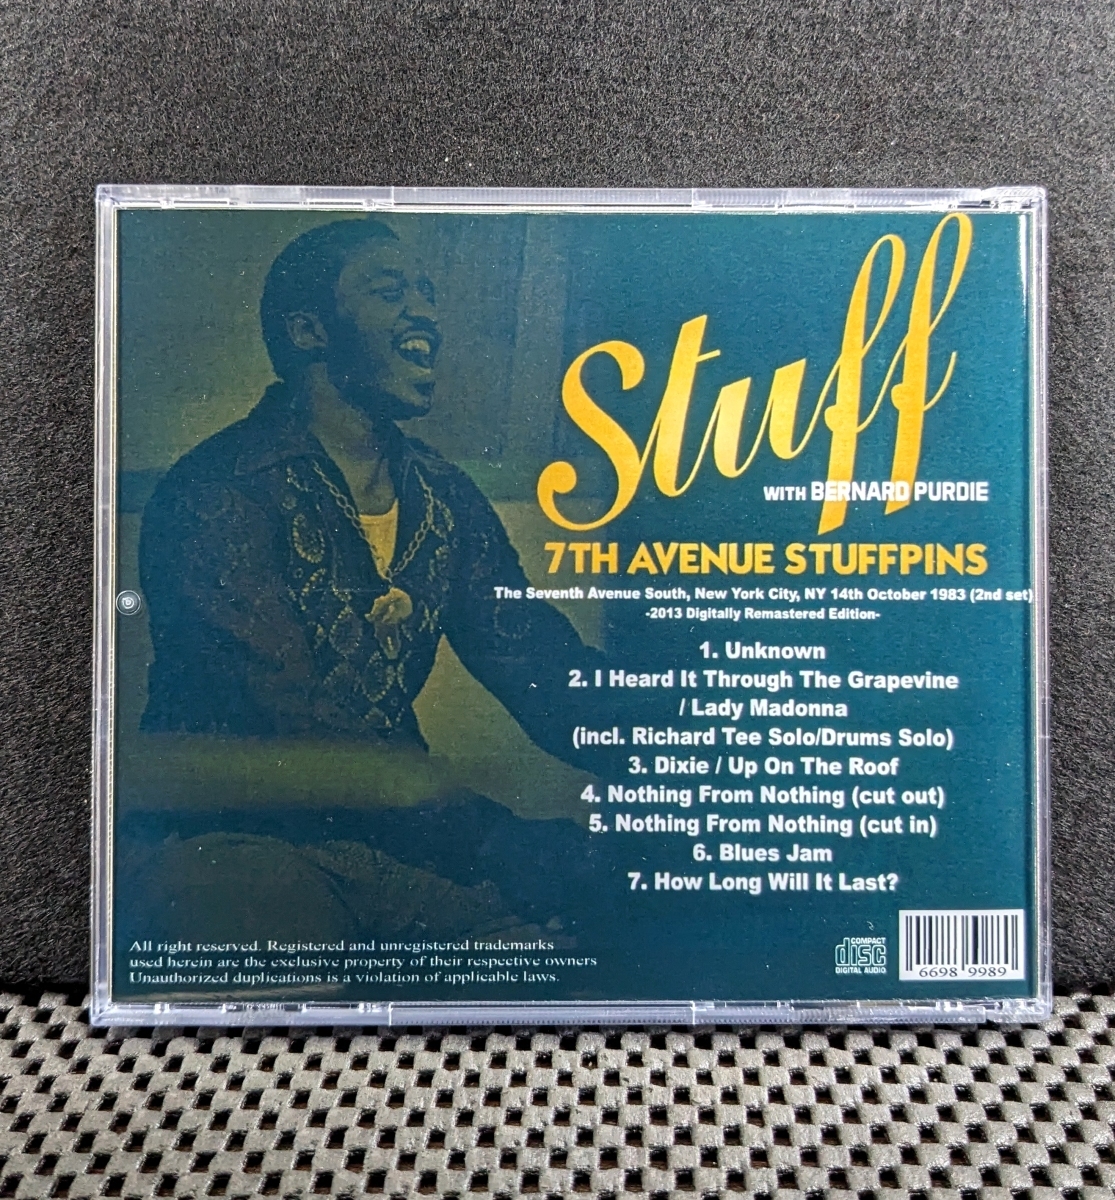 Stuff
WITH BERNARD PURDIE
7TH AVENUE STUFFPINS
The Seventh Avenue South, New York City, NY 14th October 1983 (2nd set)
-2013 Digitally Remastered Edition-
1. Unknown
2. I Heard It Through The Grapevine
/ Lady Madonna
(incl. Richard Tee Solo/Drums Solo)
3. Dixie / Up On The Roof
4. Nothing From Nothing (cut out)
5. Nothing From Nothing (cut in)
6. Blues Jam
7. How Long Will It Last?
All right reserved. Registered and unregistered trademarks
used herein are the exclusive property of their respective owners
Unauthorized duplications is a violation of applicable laws.
COMPACT
disc
DIGITAL AUDIO
6698 9989